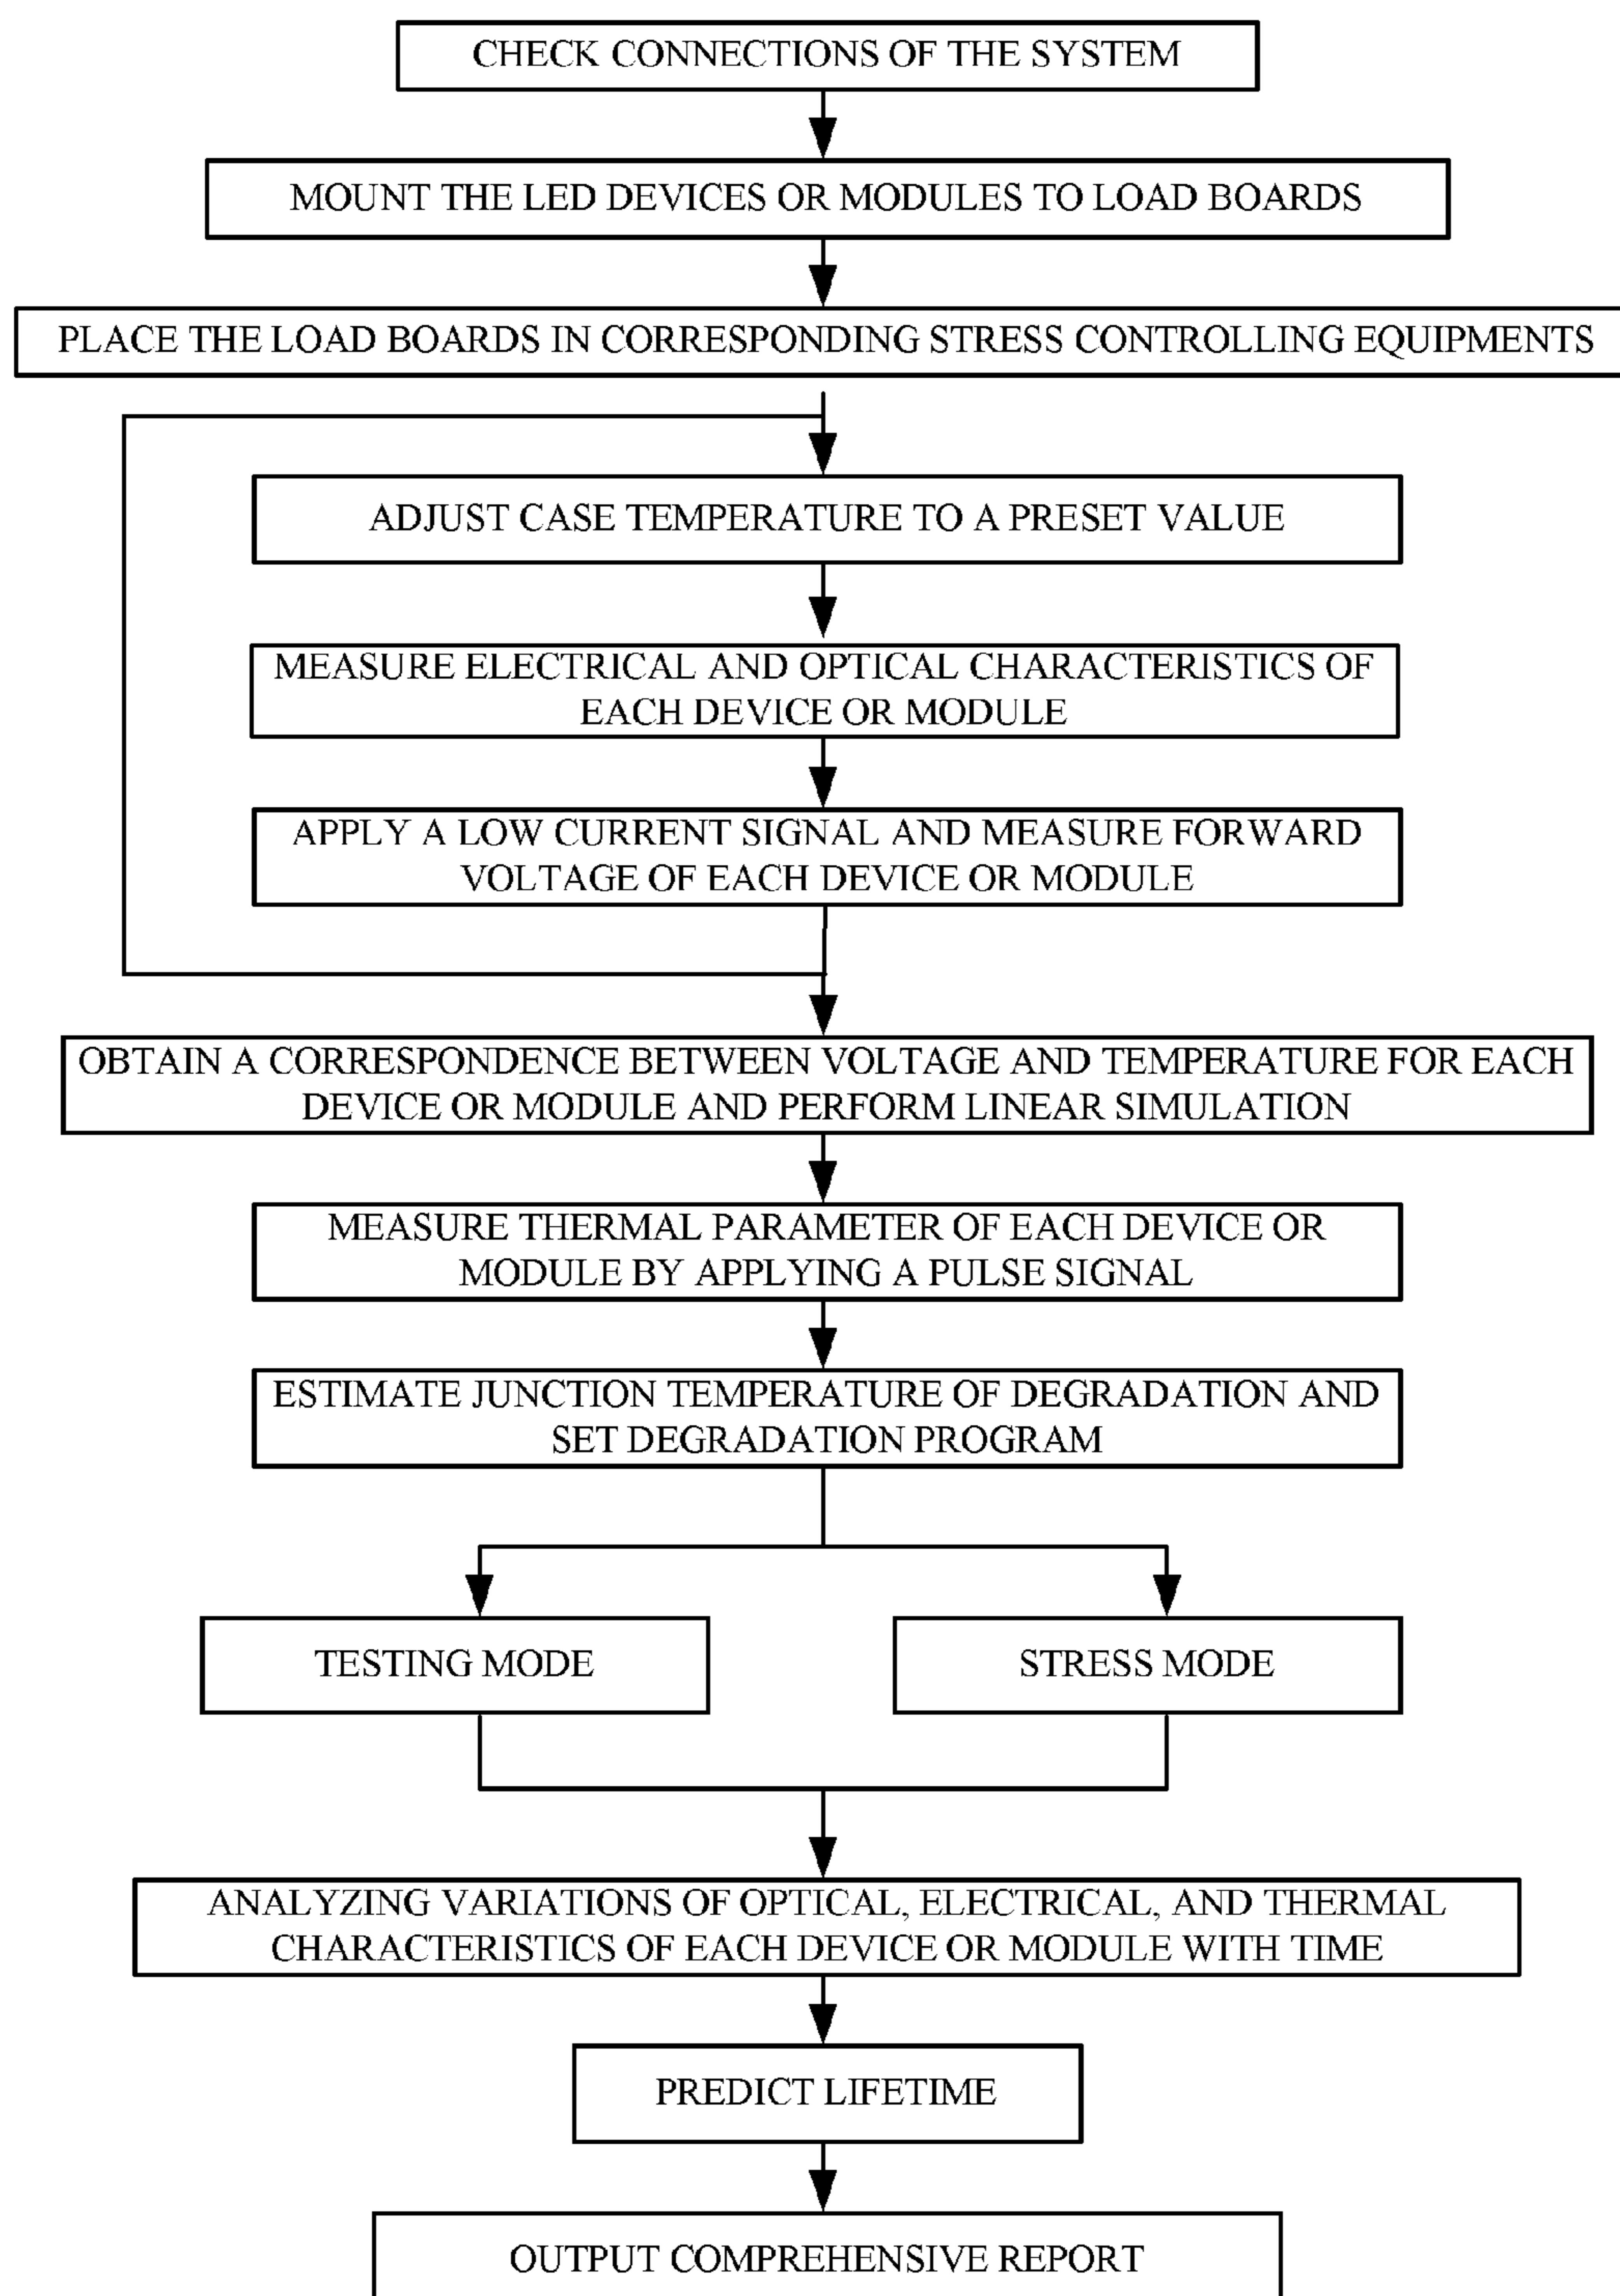 CHECK CONNECTIONS OF THE SYSTEM
MOUNT THE LED DEVICES OR MODULES TO LOAD BOARDS
PLACE THE LOAD BOARDS IN CORRESPONDING STRESS CONTROLLING EQUIPMENTS
ADJUST CASE TEMPERATURE TO A PRESET VALUE
MEASURE ELECTRICAL AND OPTICAL CHARACTERISTICS OF
EACH DEVICE OR MODULE
APPLY A LOW CURRENT SIGNAL AND MEASURE FORWARD
VOLTAGE OF EACH DEVICE OR MODULE
OBTAIN A CORRESPONDENCE BETWEEN VOLTAGE AND TEMPERATURE FOR EACH
DEVICE OR MODULE AND PERFORM LINEAR SIMULATION
MEASURE THERMAL PARAMETER OF EACH DEVICE OR
MODULE BY APPLYING A PULSE SIGNAL
ESTIMATE JUNCTION TEMPERATURE OF DEGRADATION AND
SET DEGRADATION PROGRAM
TESTING MODE
STRESS MODE
ANALYZING VARIATIONS OF OPTICAL, ELECTRICAL, AND THERMAL
CHARACTERISTICS OF EACH DEVICE OR MODULE WITH TIME
PREDICT LIFETIME
OUTPUT COMPREHENSIVE REPORT